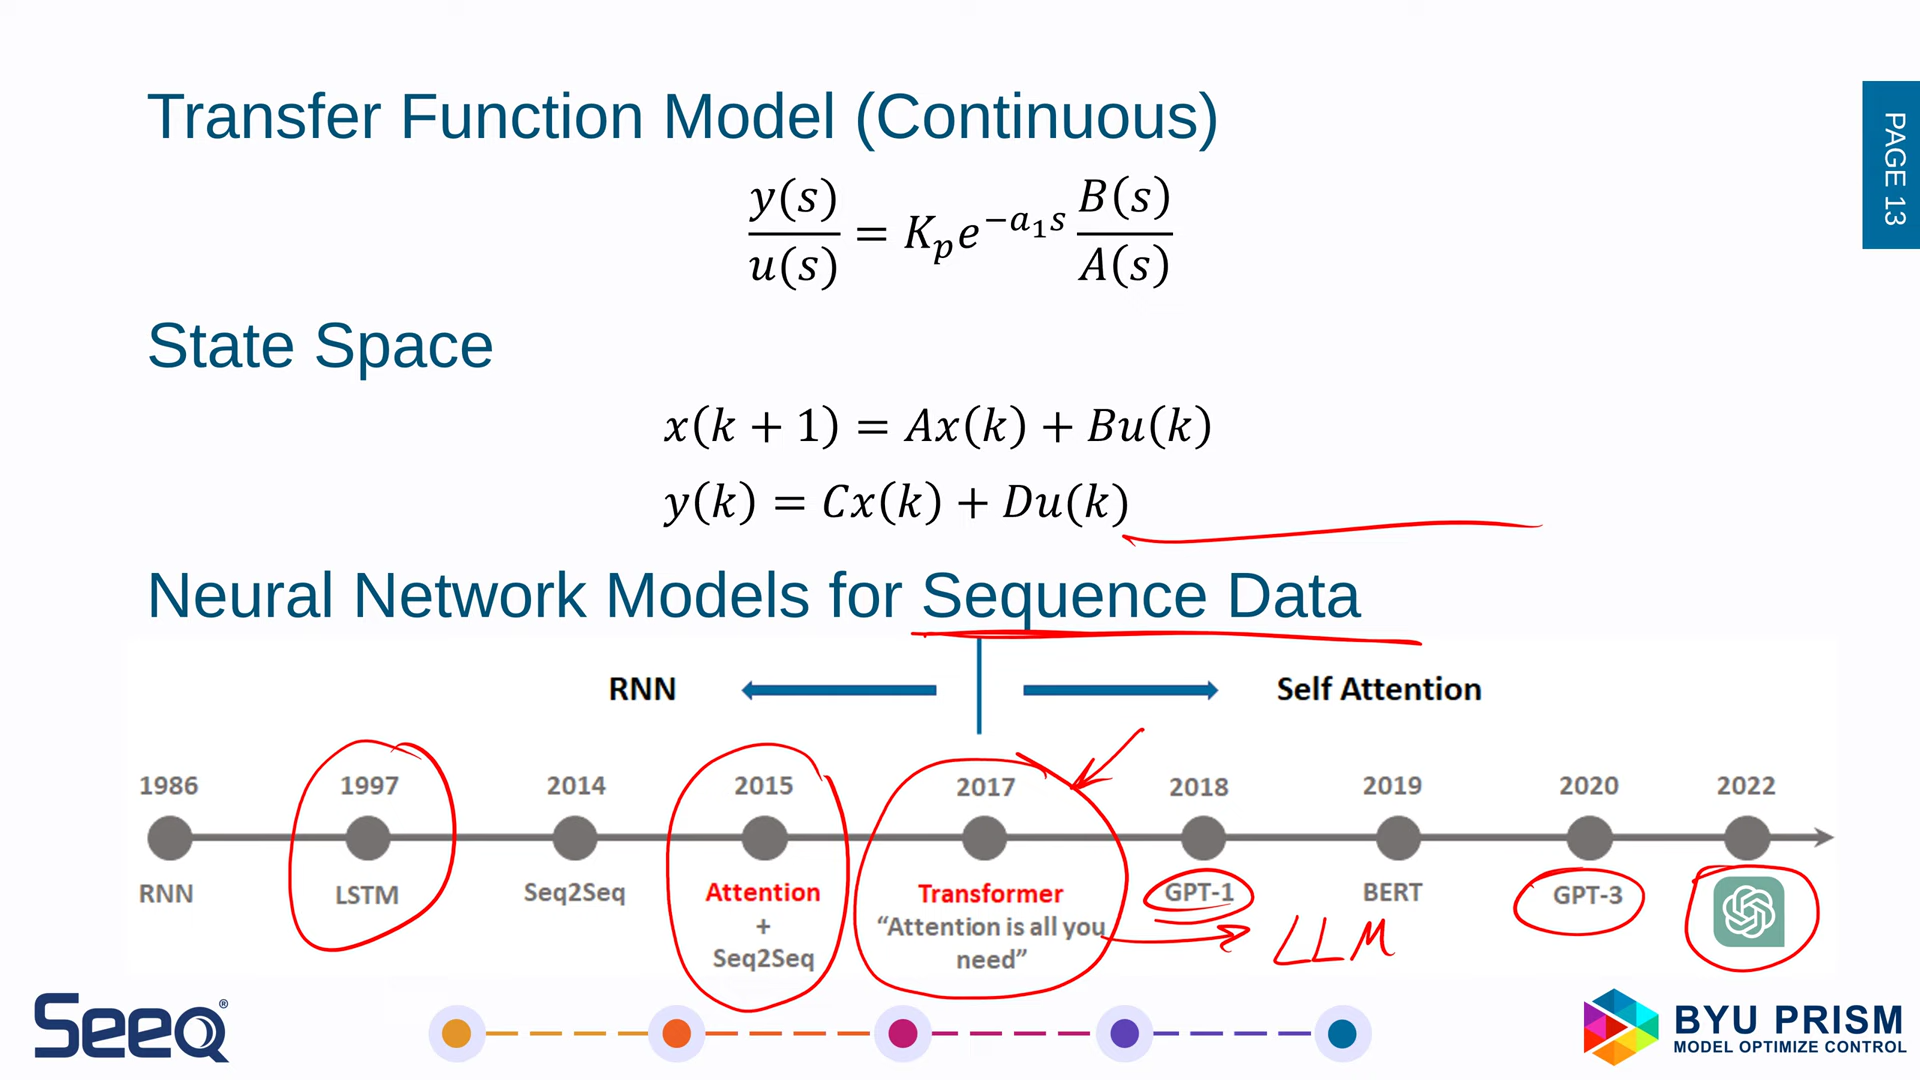 Transfer Function Model (Continuous)
y(s)/u(s) = K_p e^{-a_1 s} B(s)/A(s)
PAGE 13
State Space
x(k + 1) = Ax(k) + Bu(k)
y(k) = Cx(k) + Du(k)
Neural Network Models for Sequence Data
RNN Self Attention
1986 1997 2014 2015 2017 2018 2019 2020 2022
RNN LSTM Seq2Seq Attention Transformer GPT-1 BERT GPT-3
+ "Attention is all you LLM
Seq2Seq need"
Seeq®
BYU PRISM
MODEL OPTIMIZE CONTROL